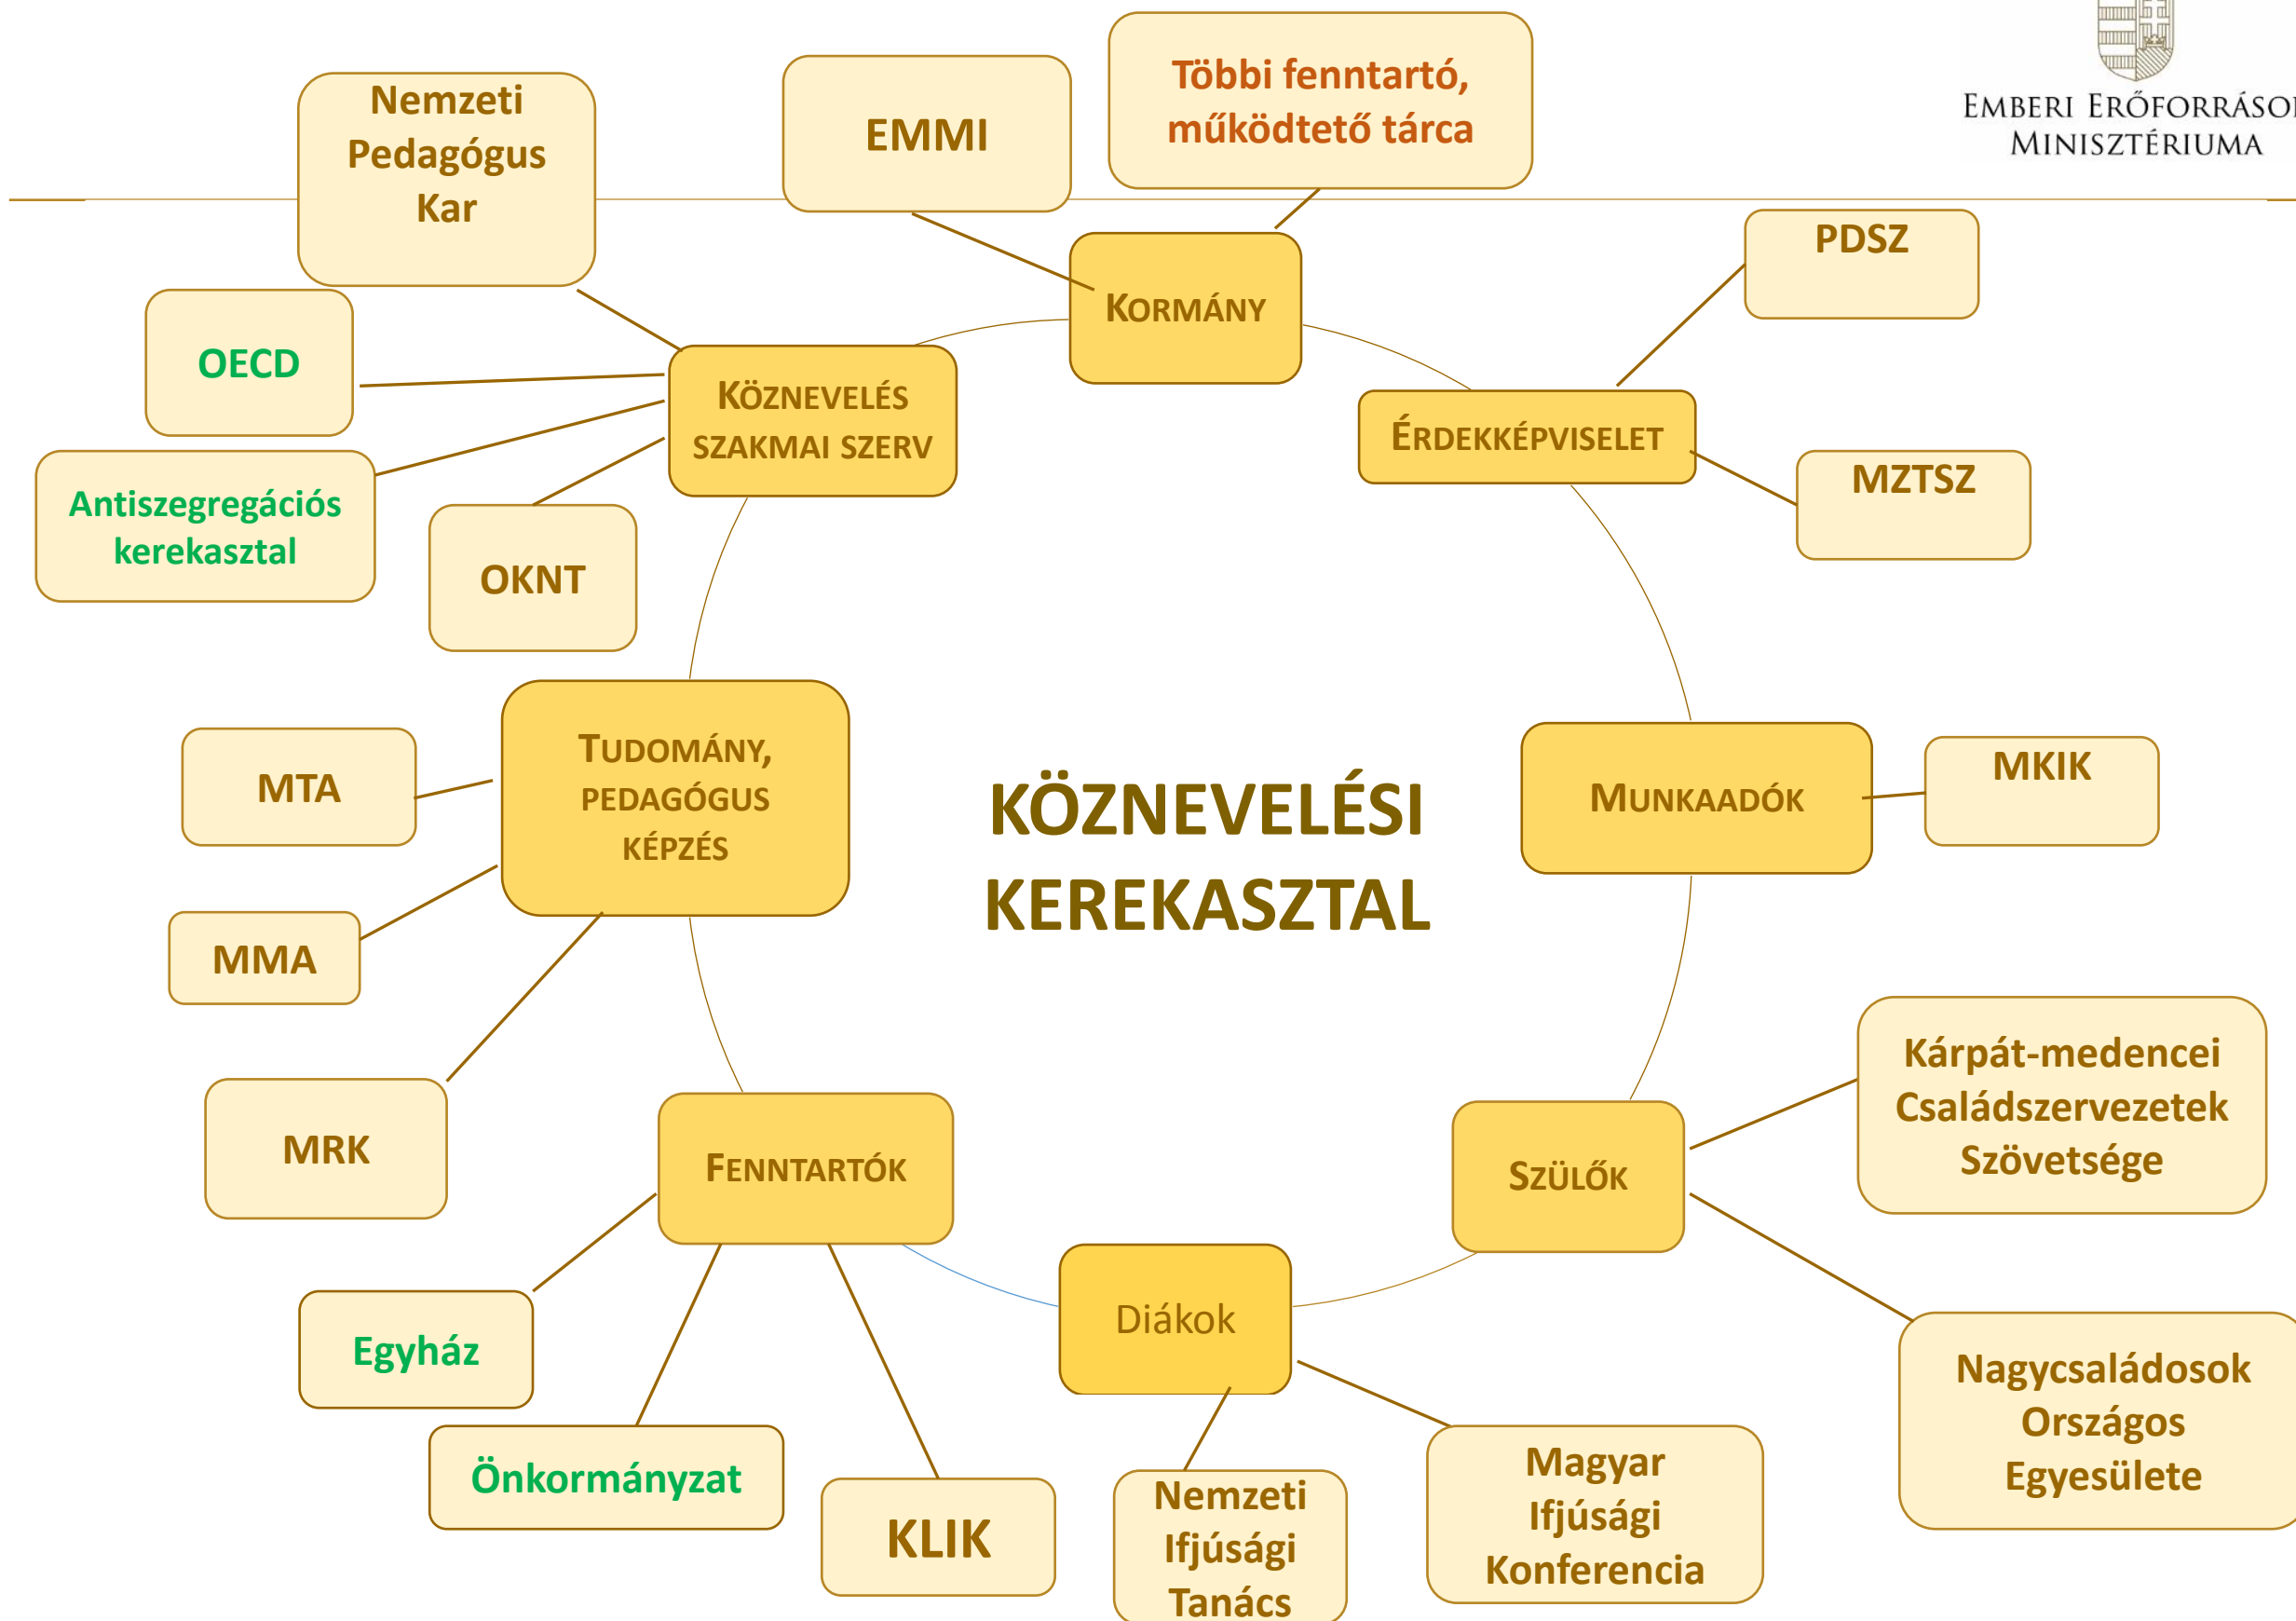 EMBERI ERŐFORRÁSOK
MINISZTÉRIUMA
Nemzeti
Pedagógus
Kar
EMMI
Többi fenntartó,
működtető tárca
PDSZ
OECD
KORMÁNY
KÖZNEVELÉS
SZAKMAI SZERV
ÉRDEKKÉPVISELET
MZTSZ
Antiszegregációs
kerekasztal
OKNT
MTA
TUDOMÁNY,
PEDAGÓGUS
KÉPZÉS
KÖZNEVELÉSI
KEREKASZTAL
MUNKAADÓK
MKIK
MMA
MRK
FENNTARTÓK
SZÜLŐK
Kárpát-medencei
Családszervezetek
Szövetsége
Egyház
Önkormányzat
KLIK
Diákok
Nemzeti
Ifjúsági
Tanács
Magyar
Ifjúsági
Konferencia
Nagycsaládosok
Országos
Egyesülete